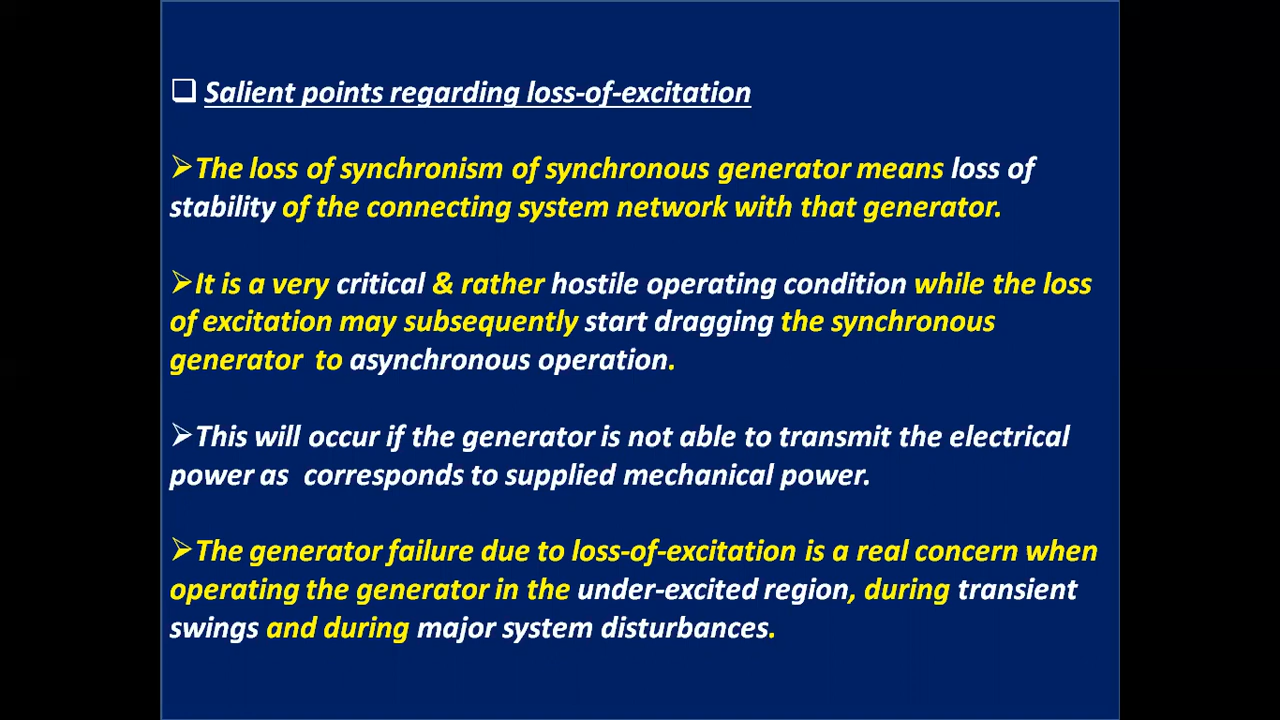 ❑ Salient points regarding loss-of-excitation
➢The loss of synchronism of synchronous generator means loss of
stability of the connecting system network with that generator.
➢It is a very critical & rather hostile operating condition while the loss
of excitation may subsequently start dragging the synchronous
generator to asynchronous operation.
➢This will occur if the generator is not able to transmit the electrical
power as corresponds to supplied mechanical power.
➢The generator failure due to loss-of-excitation is a real concern when
operating the generator in the under-excited region, during transient
swings and during major system disturbances.